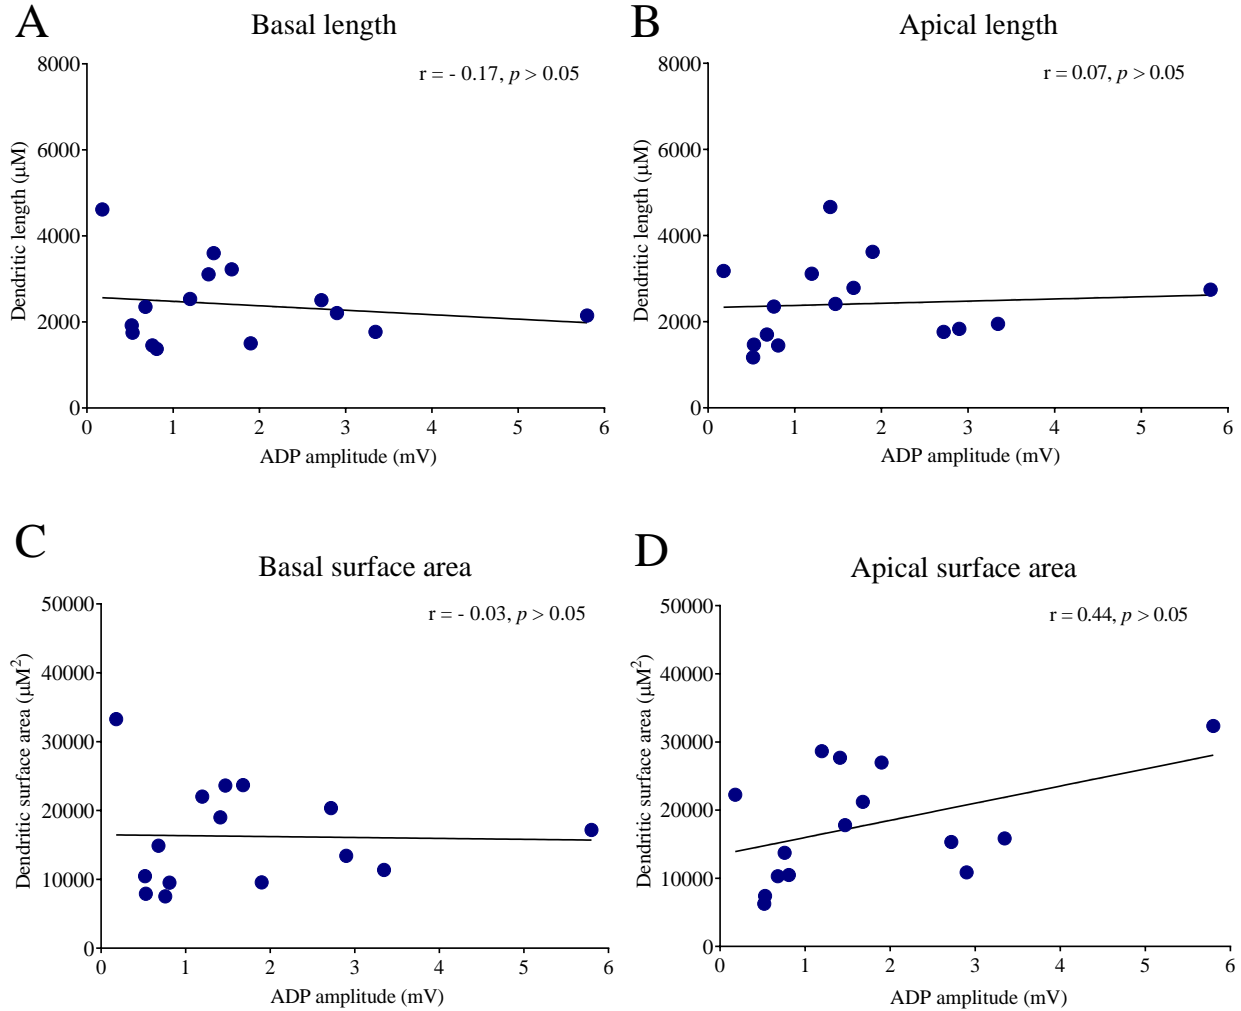 A
Basal length
r = - 0.17, p > 0.05
8000
6000
4000
2000
0
Dendritic length (μM)
0 1 2 3 4 5 6
ADP amplitude (mV)
B
Apical length
r = 0.07, p > 0.05
8000
6000
4000
2000
0
Dendritic length (μM)
0 1 2 3 4 5 6
ADP amplitude (mV)
C
Basal surface area
r = - 0.03, p > 0.05
50000
40000
30000
20000
10000
0
Dendritic surface area (μM²)
0 1 2 3 4 5 6
ADP amplitude (mV)
D
Apical surface area
r = 0.44, p > 0.05
50000
40000
30000
20000
10000
0
Dendritic surface area (μM²)
0 1 2 3 4 5 6
ADP amplitude (mV)